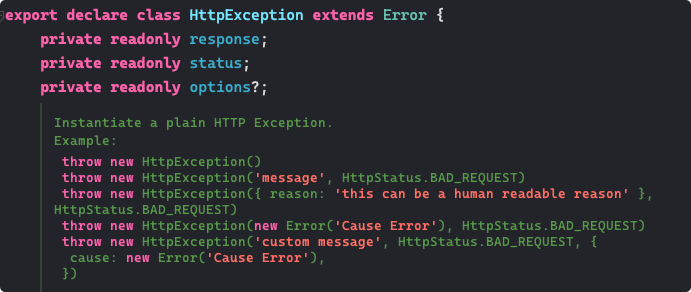 export declare class HttpException extends Error {
private readonly response;
private readonly status;
private readonly options?;
Instantiate a plain HTTP Exception.
Example:
throw new HttpException()
throw new HttpException('message', HttpStatus.BAD_REQUEST)
throw new HttpException({ reason: 'this can be a human readable reason' },
HttpStatus.BAD_REQUEST)
throw new HttpException(new Error('Cause Error'), HttpStatus.BAD_REQUEST)
throw new HttpException('custom message', HttpStatus.BAD_REQUEST, {
cause: new Error('Cause Error'),
})